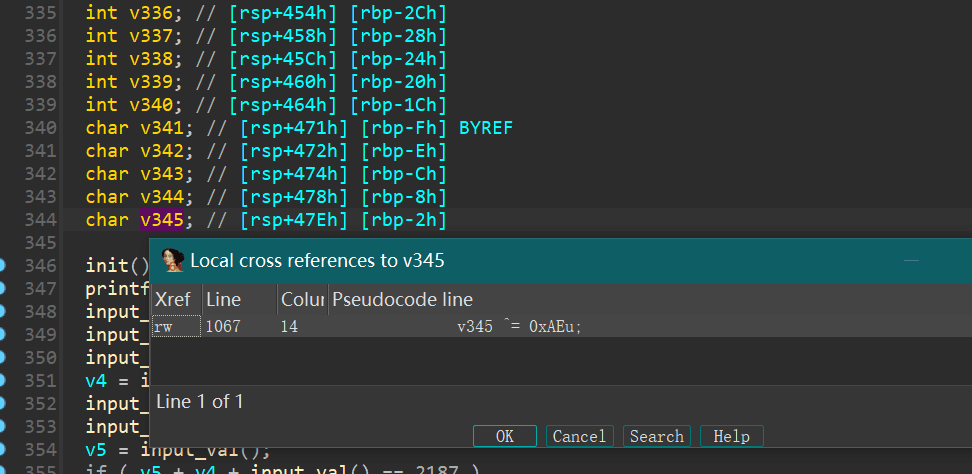 335 int v336; // [rsp+454h] [rbp-2Ch]
336 int v337; // [rsp+458h] [rbp-28h]
337 int v338; // [rsp+45Ch] [rbp-24h]
338 int v339; // [rsp+460h] [rbp-20h]
339 int v340; // [rsp+464h] [rbp-1Ch]
340 char v341; // [rsp+471h] [rbp-Fh] BYREF
341 char v342; // [rsp+472h] [rbp-Eh]
342 char v343; // [rsp+474h] [rbp-Ch]
343 char v344; // [rsp+478h] [rbp-8h]
344 char v345; // [rsp+47Eh] [rbp-2h]
345
346 init()
347 printf
348 input_
349 input_
350 input_
351 v4 = i
352 input_
353 input_
354 v5 = input_val();
355 if ( v5 + v4 + input_val() == 2187 )
Local cross references to v345
Xref Line Colur Pseudocode line
rw 1067 14 v345 ^= 0xAEu;
Line 1 of 1
OK Cancel Search Help